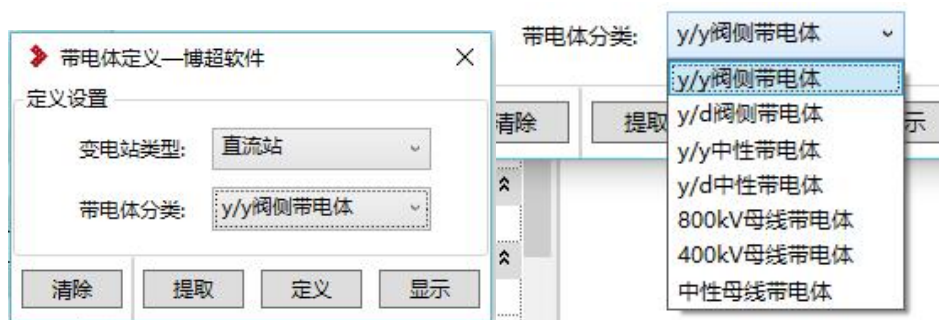 带电体定义—博超软件
定义设置
变电站类型: 直流站
带电体分类: y/y阀侧带电体
清除 提取 定义 显示
带电体分类: y/y阀侧带电体
y/y阀侧带电体
y/d阀侧带电体
y/y中性带电体
y/d中性带电体
800kV母线带电体
400kV母线带电体
中性母线带电体
清除 提取 示